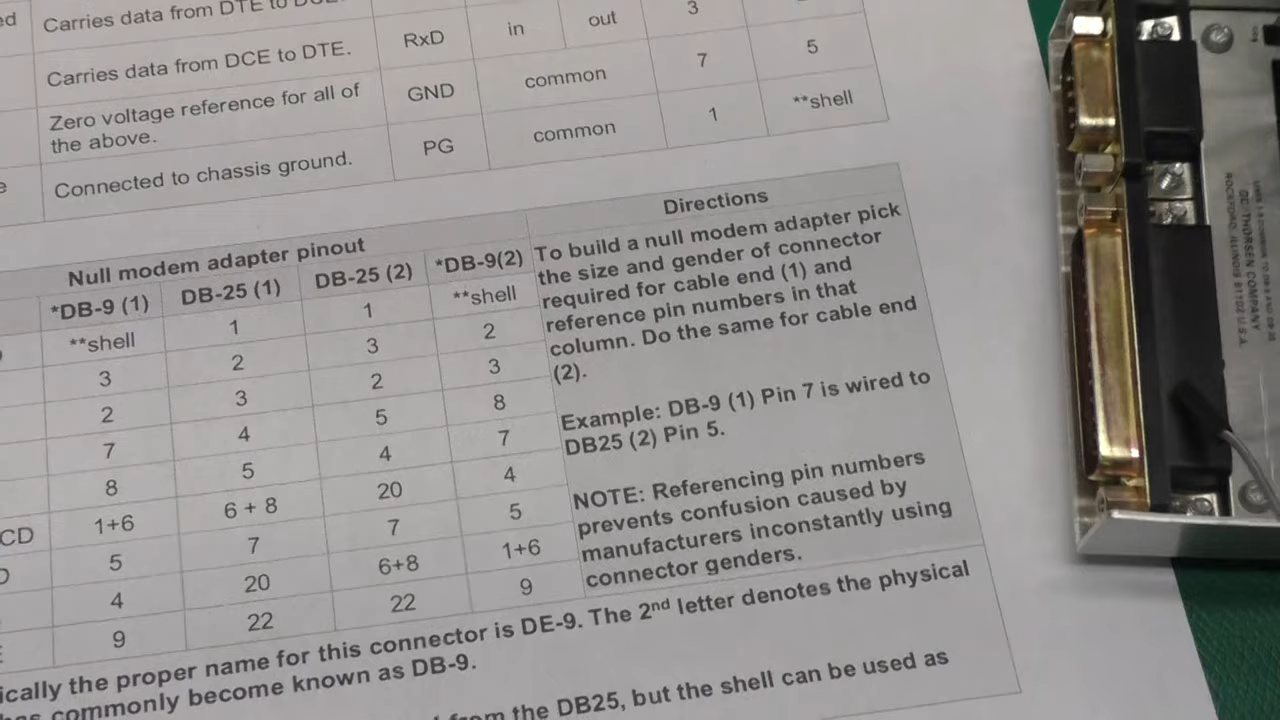 ed Carries data from DTE to DCE.
Carries data from DCE to DTE. RxD in out 3
Zero voltage reference for all of the above. GND common 7 5
e Connected to chassis ground. PG common 1 **shell
Null modem adapter pinout Directions
*DB-9 (1) DB-25 (1) DB-25 (2) *DB-9(2)
**shell 1 1 **shell
3 2 3 2
2 3 2 3
7 4 5 8
8 5 4 7
CD 1+6 6 + 8 20 4
D 5 7 7 5
4 20 6+8 1+6
E 9 22 22 9
To build a null modem adapter pick
the size and gender of connector
required for cable end (1) and
reference pin numbers in that
column. Do the same for cable end
(2).
Example: DB-9 (1) Pin 7 is wired to
DB25 (2) Pin 5.
NOTE: Referencing pin numbers
prevents confusion caused by
manufacturers inconstantly using
connector genders.
ically the proper name for this connector is DE-9. The 2nd letter denotes the physical
has commonly become known as DB-9.
from the DB25, but the shell can be used as
THORSEN COMPANY
ROCKFORD, ILLINOIS 61102 U.S.A.